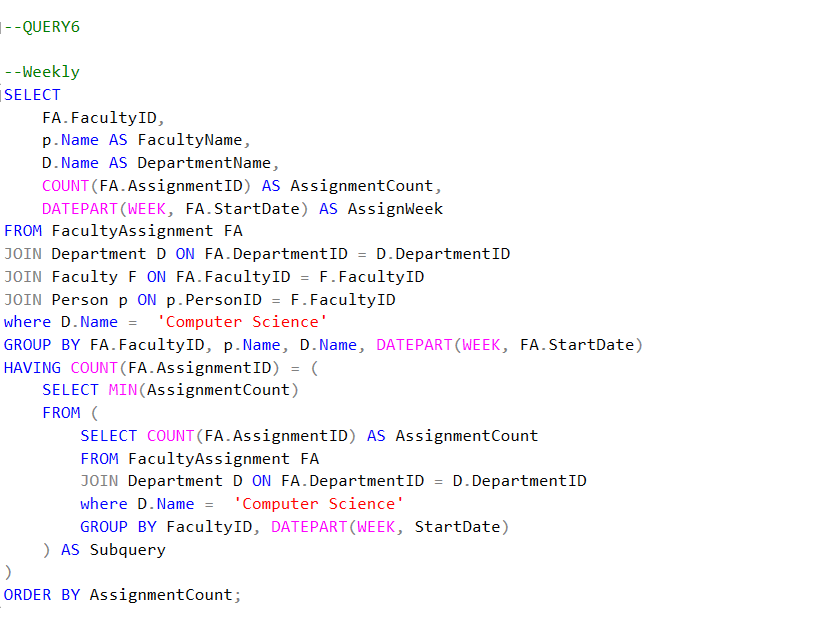 --QUERY6
--Weekly
SELECT
    FA.FacultyID,
    p.Name AS FacultyName,
    D.Name AS DepartmentName,
    COUNT(FA.AssignmentID) AS AssignmentCount,
    DATEPART(WEEK, FA.StartDate) AS AssignWeek
FROM FacultyAssignment FA
JOIN Department D ON FA.DepartmentID = D.DepartmentID
JOIN Faculty F ON FA.FacultyID = F.FacultyID
JOIN Person p ON p.PersonID = F.FacultyID
where D.Name =  'Computer Science'
GROUP BY FA.FacultyID, p.Name, D.Name, DATEPART(WEEK, FA.StartDate)
HAVING COUNT(FA.AssignmentID) = (
    SELECT MIN(AssignmentCount)
    FROM (
        SELECT COUNT(FA.AssignmentID) AS AssignmentCount
        FROM FacultyAssignment FA
        JOIN Department D ON FA.DepartmentID = D.DepartmentID
        where D.Name =  'Computer Science'
        GROUP BY FacultyID, DATEPART(WEEK, StartDate)
    ) AS Subquery
)
ORDER BY AssignmentCount;